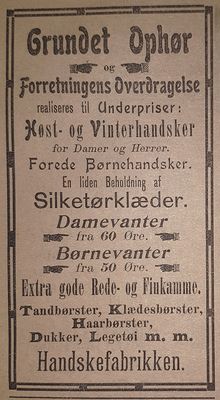 Grundet Ophør
og
Forretningens Overdragelse
realiseres til Underpriser:
Høst- og Vinterhandsker
for Damer og Herrer.
Forede Børnehandsker.
En liden Beholdning af
Silketørklæder.
Damevanter
fra 60 Øre.
Børnevanter
fra 50 Øre.
Extra gode Rede- og Finkamme.
Tandbørster, Klædesbørster,
Haarbørster,
Dukker, Legetøi m. m.
Handskefabrikken.